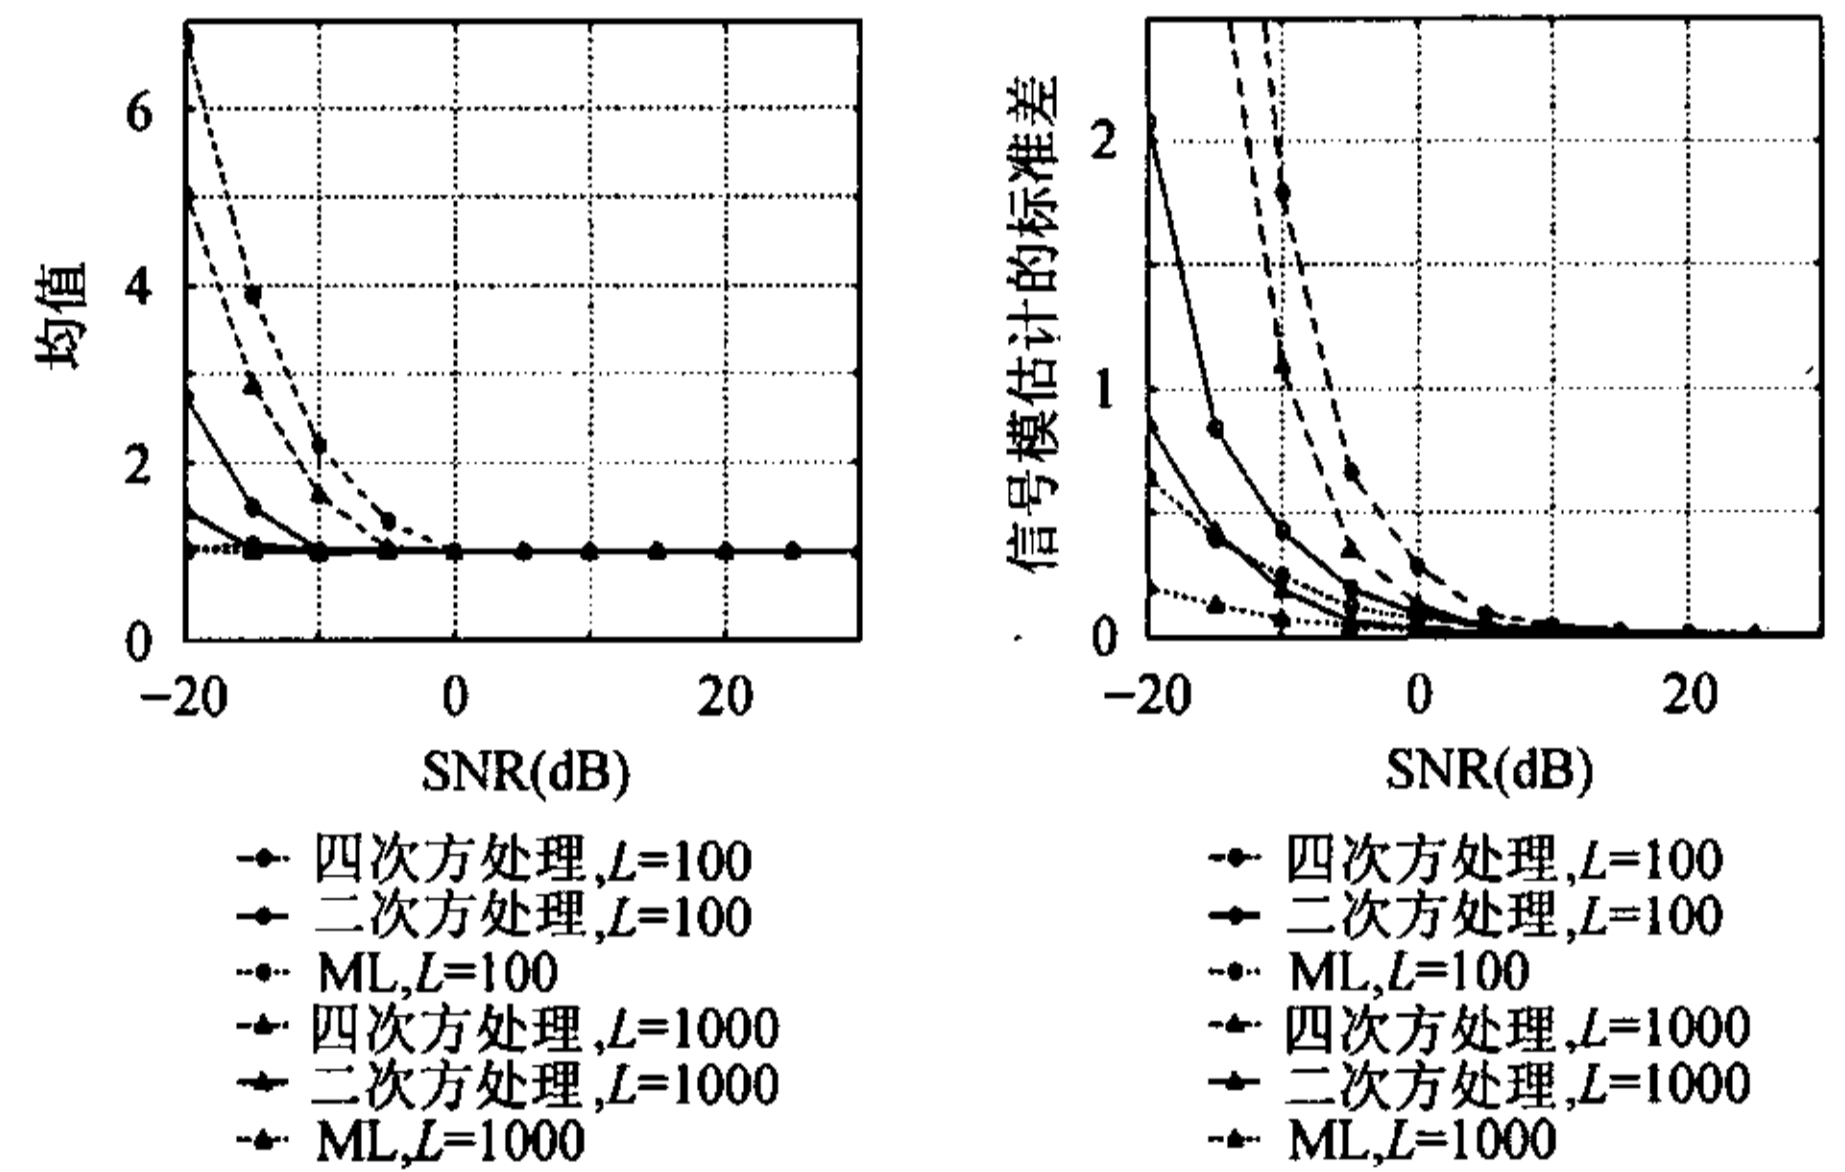 均值
6
4
2
0
−20 0 20
SNR(dB)
四次方处理,L=100
二次方处理,L=100
ML,L=100
四次方处理,L=1000
二次方处理,L=1000
ML,L=1000
信号模估计的标准差
2
1
0
−20 0 20
SNR(dB)
四次方处理,L=100
二次方处理,L=100
ML,L=100
四次方处理,L=1000
二次方处理,L=1000
ML,L=1000